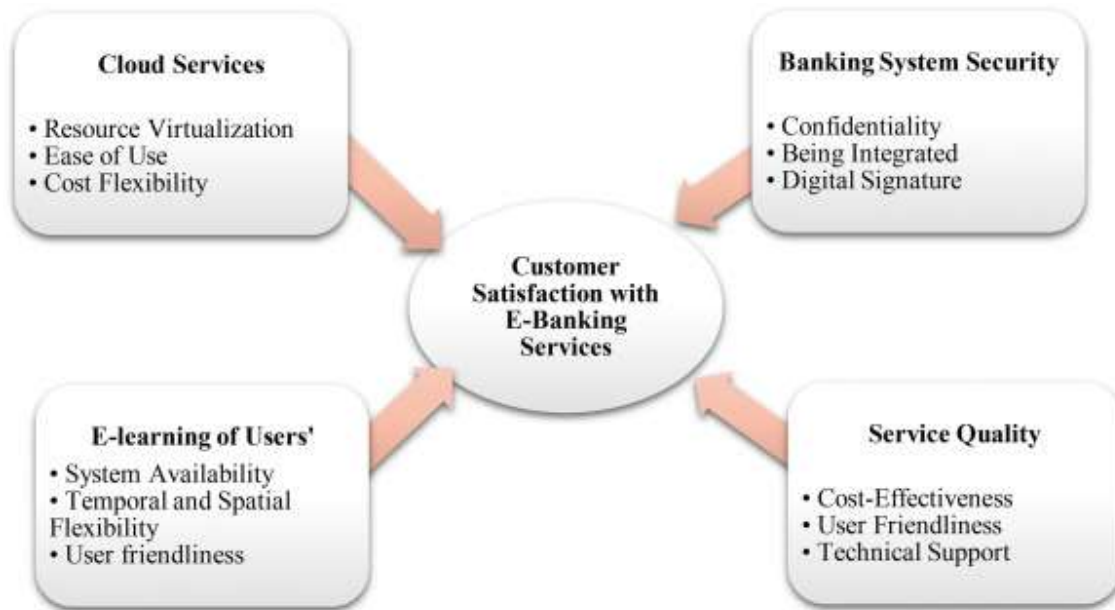 Cloud Services
• Resource Virtualization
• Ease of Use
• Cost Flexibility
Banking System Security
• Confidentiality
• Being Integrated
• Digital Signature
Customer
Satisfaction with
E-Banking
Services
E-learning of Users'
• System Availability
• Temporal and Spatial
Flexibility
• User friendliness
Service Quality
• Cost-Effectiveness
• User Friendliness
• Technical Support